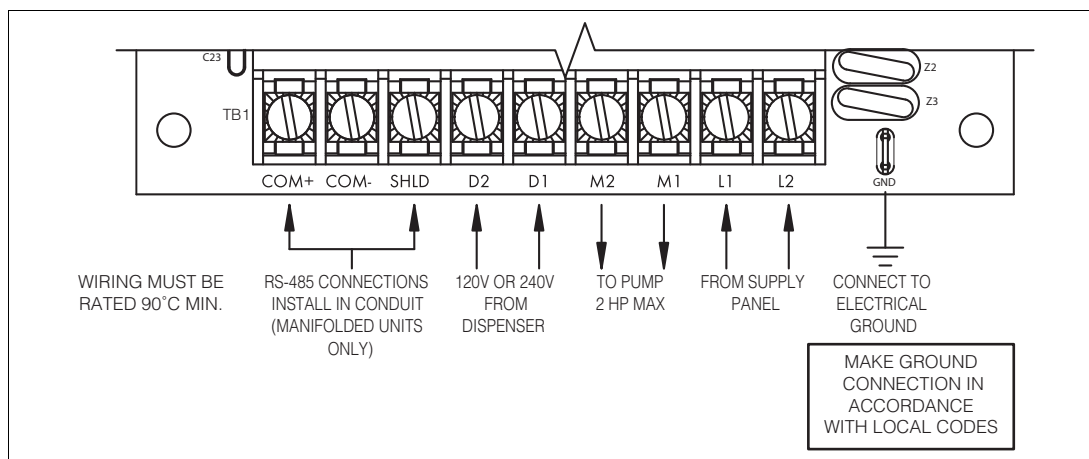 C23
Z2
Z3
TB1
COM+ COM- SHLD D2 D1 M2 M1 L1 L2
GND
WIRING MUST BE
RATED 90°C MIN.
RS-485 CONNECTIONS
INSTALL IN CONDUIT
(MANIFOLDED UNITS
ONLY)
120V OR 240V
FROM
DISPENSER
TO PUMP
2 HP MAX
FROM SUPPLY
PANEL
CONNECT TO
ELECTRICAL
GROUND
MAKE GROUND
CONNECTION IN
ACCORDANCE
WITH LOCAL CODES